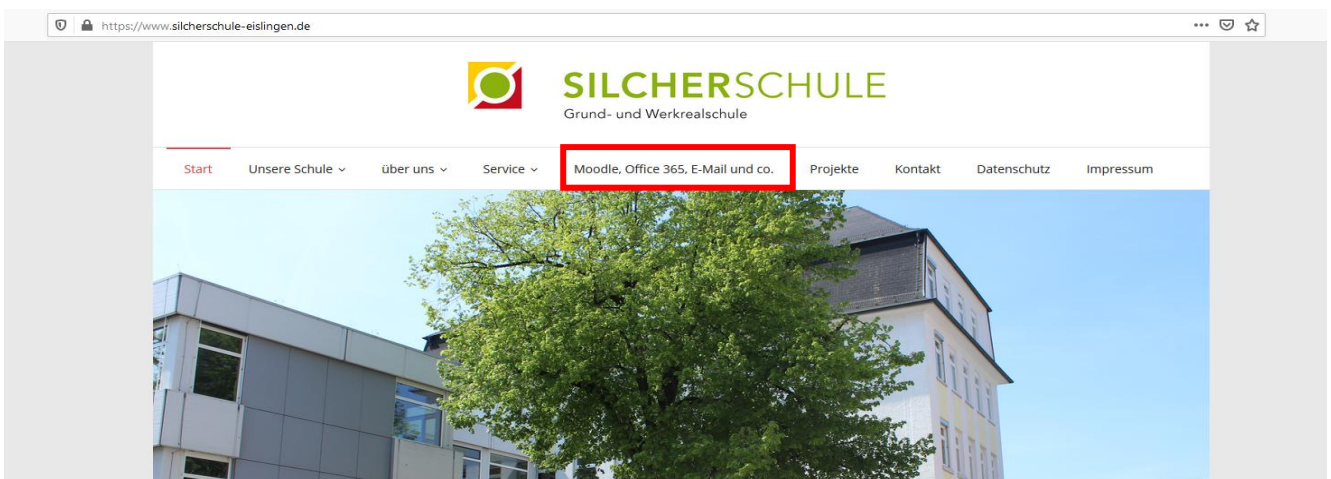 https://www.silcherschule-eislingen.de
SILCHERSCHULE
Grund- und Werkrealschule
Start Unsere Schule über uns Service Moodle, Office 365, E-Mail und co. Projekte Kontakt Datenschutz Impressum